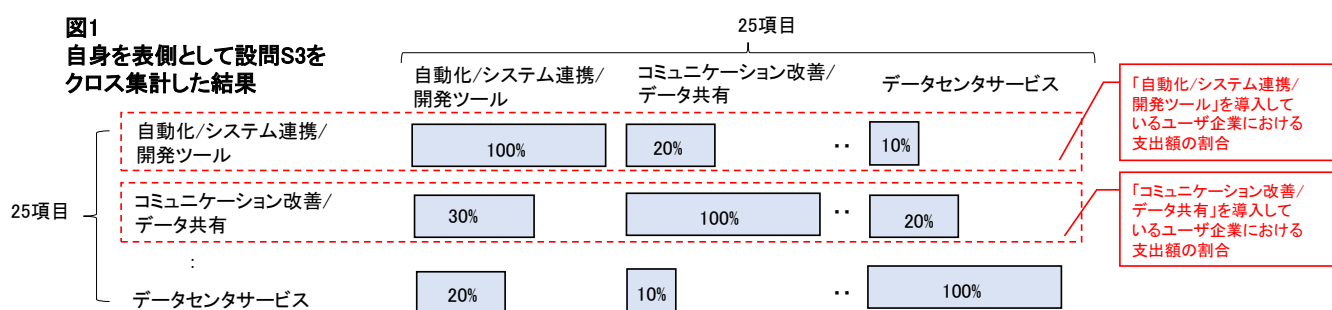 図1
自身を表側として設問S3を
クロス集計した結果
25項目
自動化/システム連携/
開発ツール
コミュニケーション改善/
データ共有
データセンタサービス
「自動化/システム連携/
開発ツール」を導入して
いるユーザ企業における
支出額の割合
自動化/システム連携/
開発ツール
100%
20%
‥
10%
25項目
コミュニケーション改善/
データ共有
30%
100%
‥
20%
「コミュニケーション改善/
データ共有」を導入して
いるユーザ企業における
支出額の割合
:
データセンタサービス
20%
10%
‥
100%